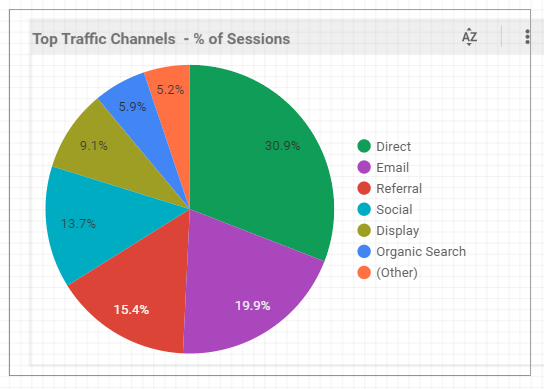 Top Traffic Channels - % of Sessions
AZ
5.2%
5.9%
30.9%
9.1%
13.7%
15.4%
19.9%
Direct
Email
Referral
Social
Display
Organic Search
(Other)